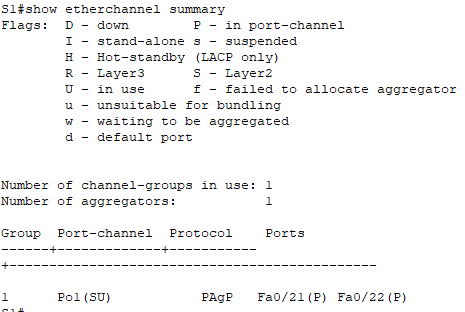 S1#show etherchannel summary
Flags:  D - down        P - in port-channel
        I - stand-alone s - suspended
        H - Hot-standby (LACP only)
        R - Layer3      S - Layer2
        U - in use      f - failed to allocate aggregator
        u - unsuitable for bundling
        w - waiting to be aggregated
        d - default port
Number of channel-groups in use: 1
Number of aggregators:           1
Group  Port-channel  Protocol    Ports
------+-------------+-----------
+----------------------------------------------
1      Po1(SU)           PAgP   Fa0/21(P) Fa0/22(P)
S1#